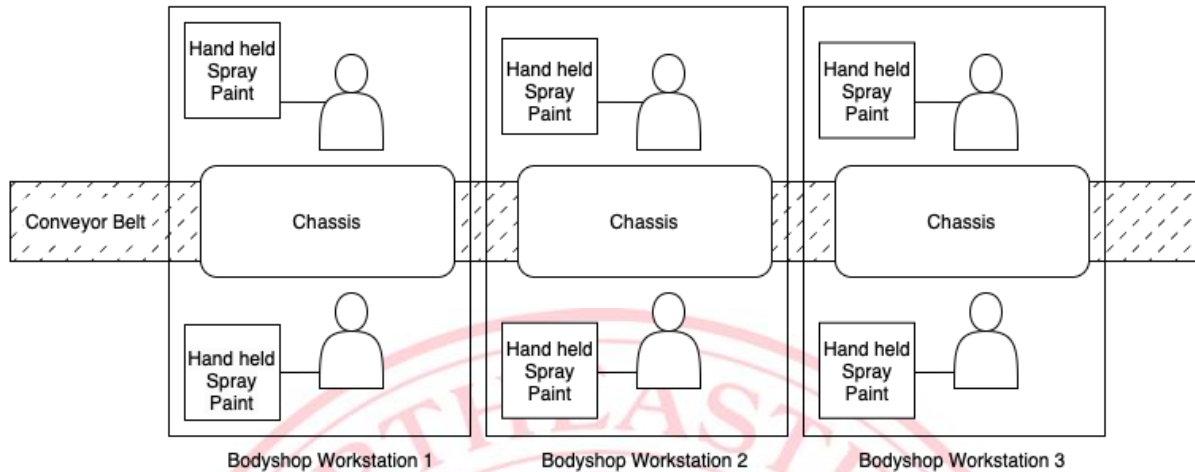 Hand held
Spray
Paint
Hand held
Spray
Paint
Hand held
Spray
Paint
Conveyor Belt
Chassis
Chassis
Chassis
Hand held
Spray
Paint
Hand held
Spray
Paint
Hand held
Spray
Paint
Bodyshop Workstation 1
Bodyshop Workstation 2
Bodyshop Workstation 3